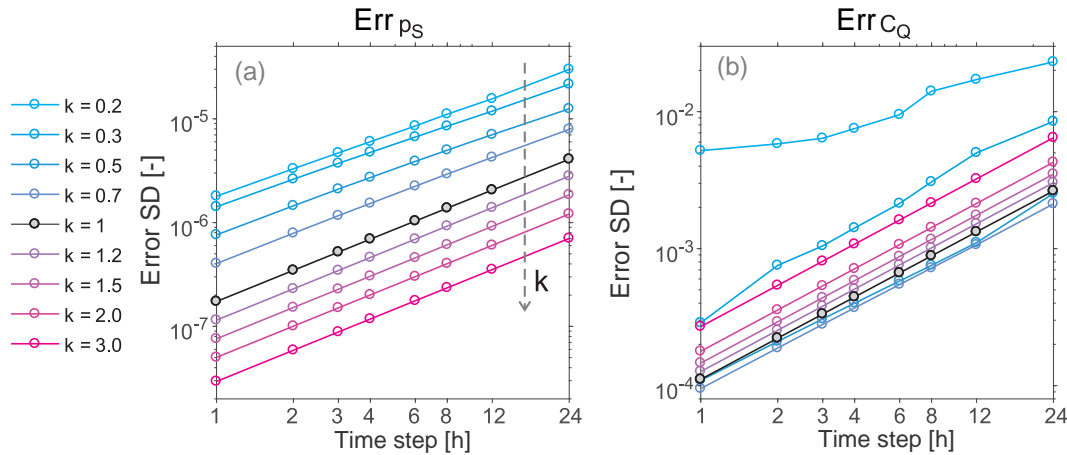 Err pS
(a)
Error SD [-]
10^-5
10^-6
10^-7
1 2 3 4 6 8 12 24
Time step [h]
k
k = 0.2
k = 0.3
k = 0.5
k = 0.7
k = 1
k = 1.2
k = 1.5
k = 2.0
k = 3.0
Err CQ
(b)
Error SD [-]
10^-2
10^-3
10^-4
1 2 3 4 6 8 12 24
Time step [h]